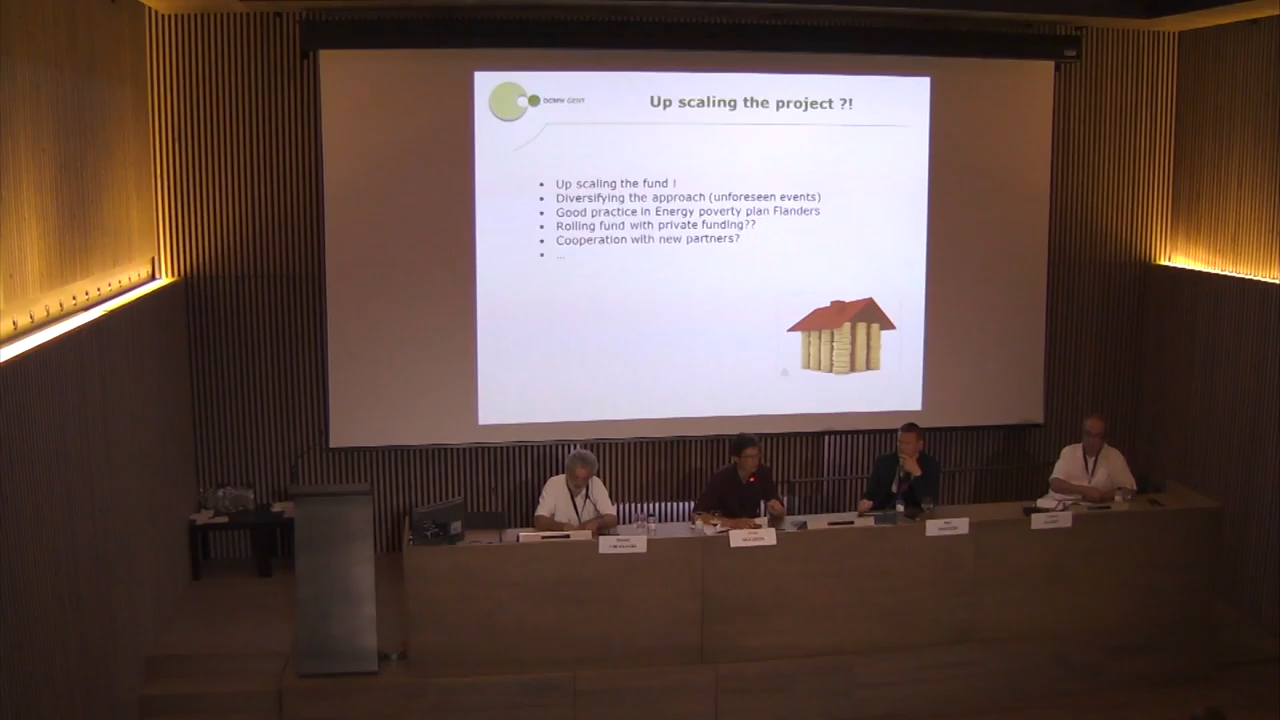 DOMUS GENT
Up scaling the project ?!
• Up scaling the fund !
• Diversifying the approach (unforeseen events)
• Good practice in Energy poverty plan Flanders
• Rolling fund with private funding??
• Cooperation with new partners?
• ...